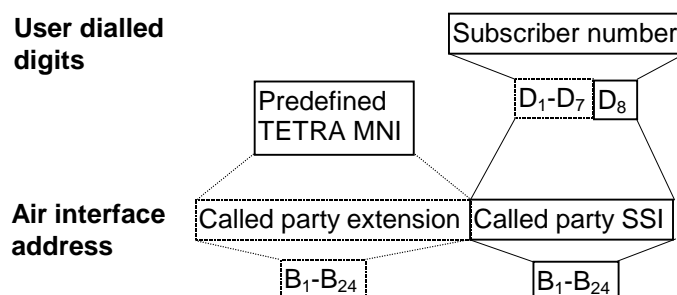 User dialled
digits
Subscriber number
Predefined
TETRA MNI
D₁-D₇
D₈
Air interface
address
Called party extension
Called party SSI
B₁-B₂₄
B₁-B₂₄